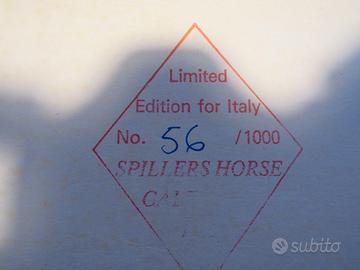 Limited
Edition for Italy
No. 56 /1000
SPILLERS HORSE
subito